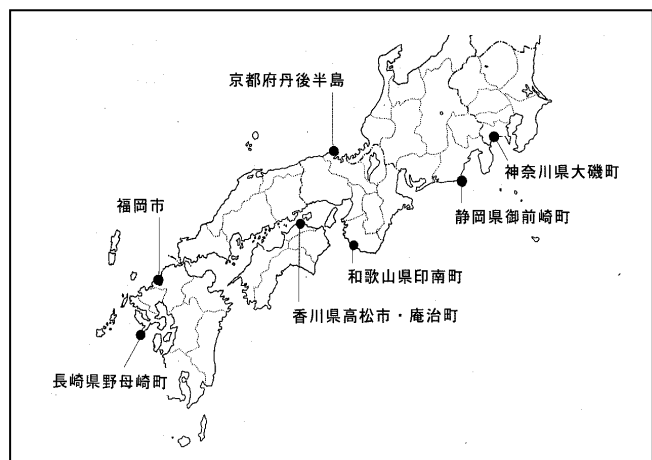 京都府丹後半島
神奈川県大磯町
静岡県御前崎町
福岡市
和歌山県印南町
香川県高松市・庵治町
長崎県野母崎町